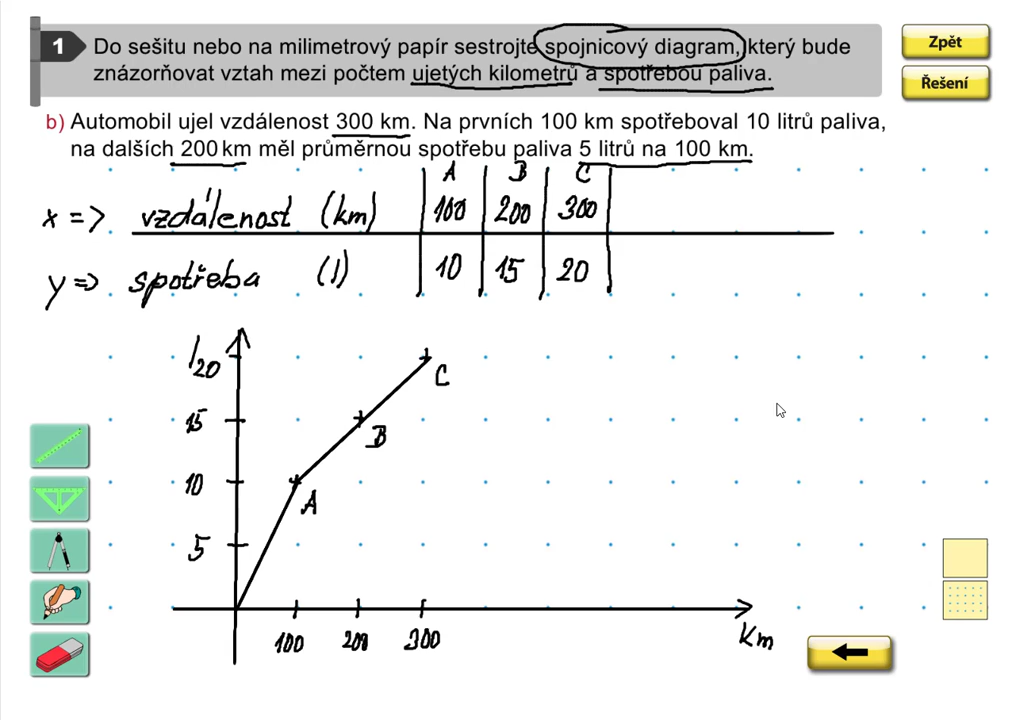 1 Do sešitu nebo na milimetrový papír sestrojte spojnicový diagram, který bude
znázorňovat vztah mezi počtem ujetých kilometrů a spotřebou paliva.
Zpět
Řešení
b) Automobil ujel vzdálenost 300 km. Na prvních 100 km spotřeboval 10 litrů paliva,
na dalších 200 km měl průměrnou spotřebu paliva 5 litrů na 100 km.
A B C
x => vzdálenost (km) 100 200 300
y => spotřeba (l) 10 15 20
l
20
C
15
B
10
A
5
100 200 300
Km